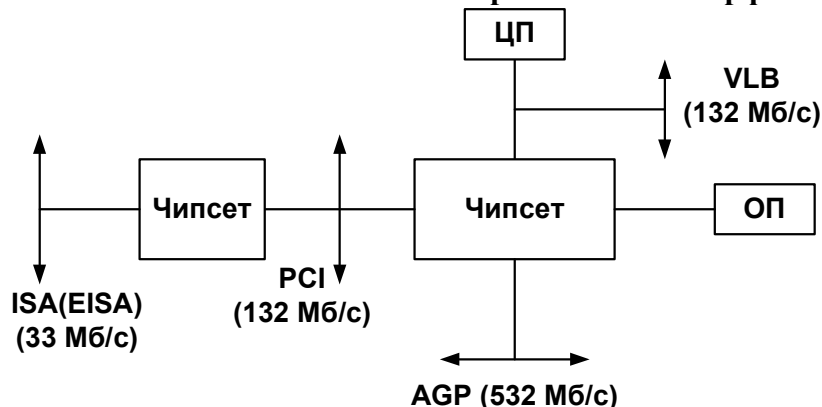 ЦП
VLB
(132 Мб/с)
Чипсет
Чипсет
ОП
ISA(EISA)
(33 Мб/с)
PCI
(132 Мб/с)
AGP (532 Мб/с)